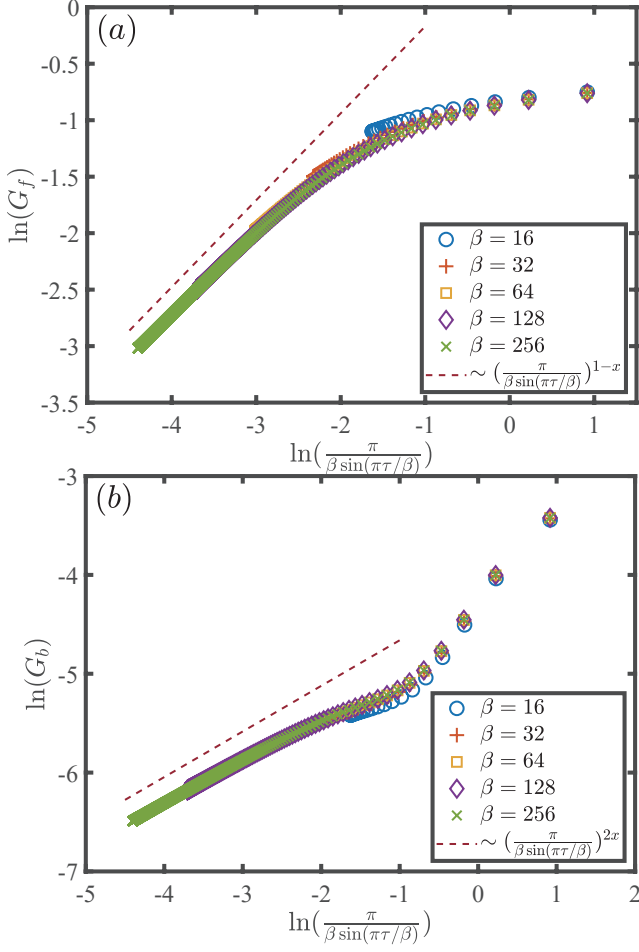 (a)
0
-0.5
-1
-1.5
-2
-2.5
-3
-3.5
ln(G_f)
β = 16
β = 32
β = 64
β = 128
β = 256
∼ (π/(β sin(πτ/β)))^{1−x}
-5 -4 -3 -2 -1 0 1
ln(π/(β sin(πτ/β)))
(b)
-3
-4
-5
-6
-7
ln(G_b)
β = 16
β = 32
β = 64
β = 128
β = 256
∼ (π/(β sin(πτ/β)))^{2x}
-5 -4 -3 -2 -1 0 1 2
ln(π/(β sin(πτ/β)))